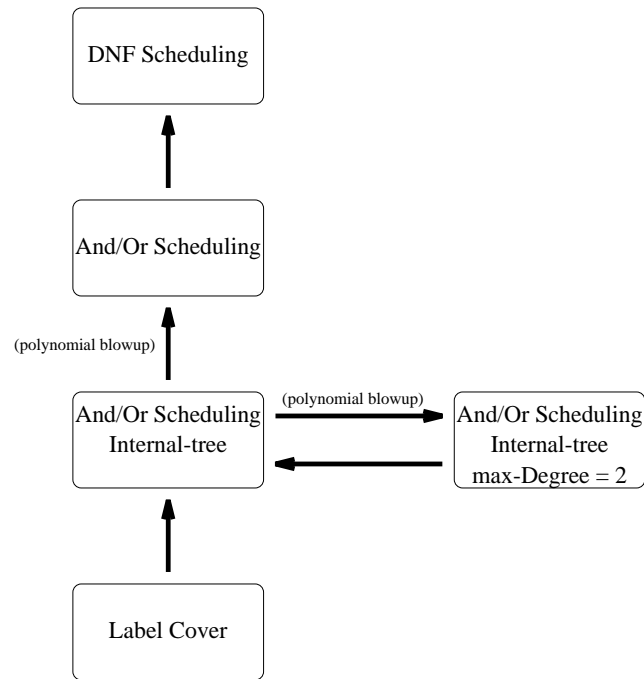 DNF Scheduling
And/Or Scheduling
(polynomial blowup)
And/Or Scheduling
Internal-tree
(polynomial blowup)
And/Or Scheduling
Internal-tree
max-Degree = 2
Label Cover